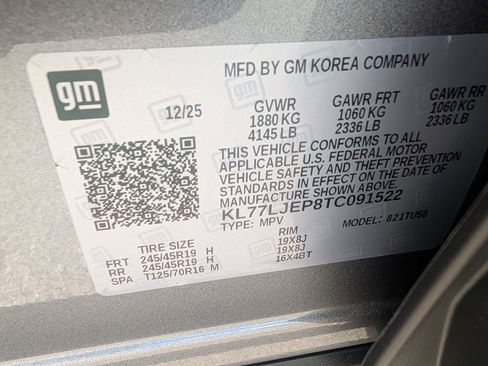 gm
MFD BY GM KOREA COMPANY
12/25 GVWR GAWR FRT GAWR RR
1880 KG 1060 KG 1060 KG
4145 LB 2336 LB 2336 LB
THIS VEHICLE CONFORMS TO ALL
APPLICABLE U.S. FEDERAL MOTOR
VEHICLE SAFETY AND THEFT PREVENTION
STANDARDS IN EFFECT ON THE DATE OF
MANUFACTURE SHOWN ABOVE.
KL77LJEP8TC091522
TYPE: MPV MODEL: 821TUS8
TIRE SIZE RIM
FRT 245/45R19 H 19X8J
RR 245/45R19 H 19X8J
SPA T125/70R16 M 16X4BT